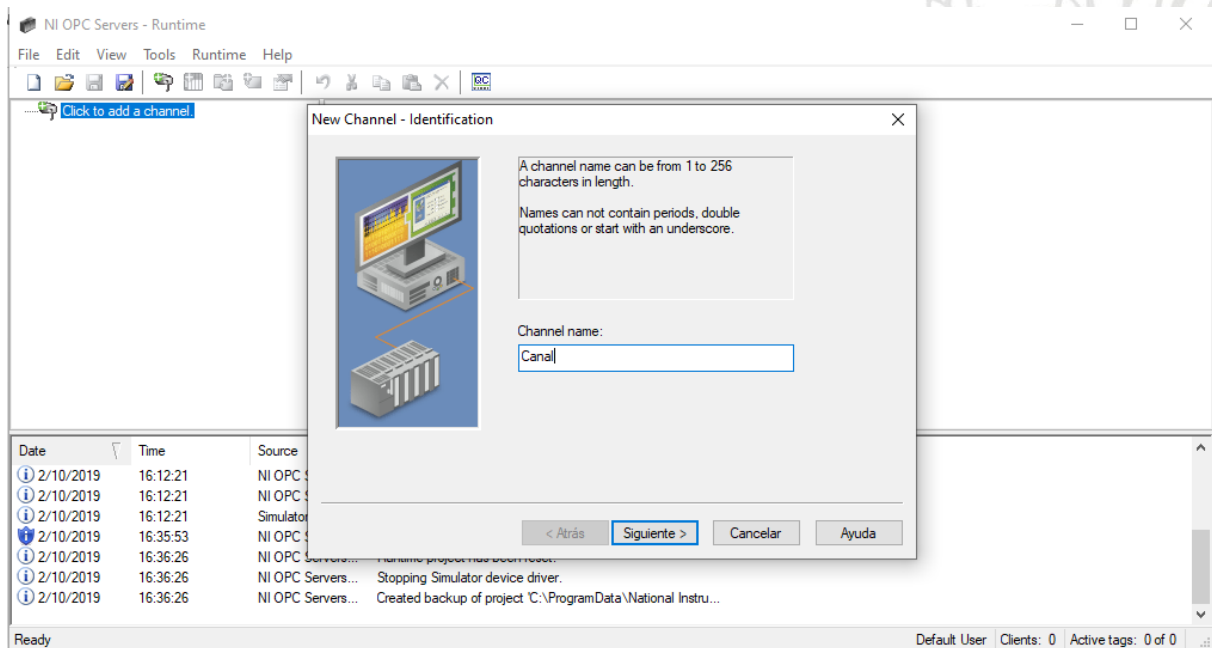 NI OPC Servers - Runtime
File Edit View Tools Runtime Help
Click to add a channel.
New Channel - Identification
A channel name can be from 1 to 256
characters in length.
Names can not contain periods, double
quotations or start with an underscore.
Channel name:
Canal
< Atrás Siguiente > Cancelar Ayuda
Date Time Source
2/10/2019 16:12:21 NI OPC
2/10/2019 16:12:21 NI OPC
2/10/2019 16:12:21 Simulator
2/10/2019 16:35:53 NI OPC
2/10/2019 16:36:26 NI OPC Servers... Runtime project has been reset.
2/10/2019 16:36:26 NI OPC Servers... Stopping Simulator device driver.
2/10/2019 16:36:26 NI OPC Servers... Created backup of project 'C:\ProgramData\National Instru...
Ready Default User Clients: 0 Active tags: 0 of 0